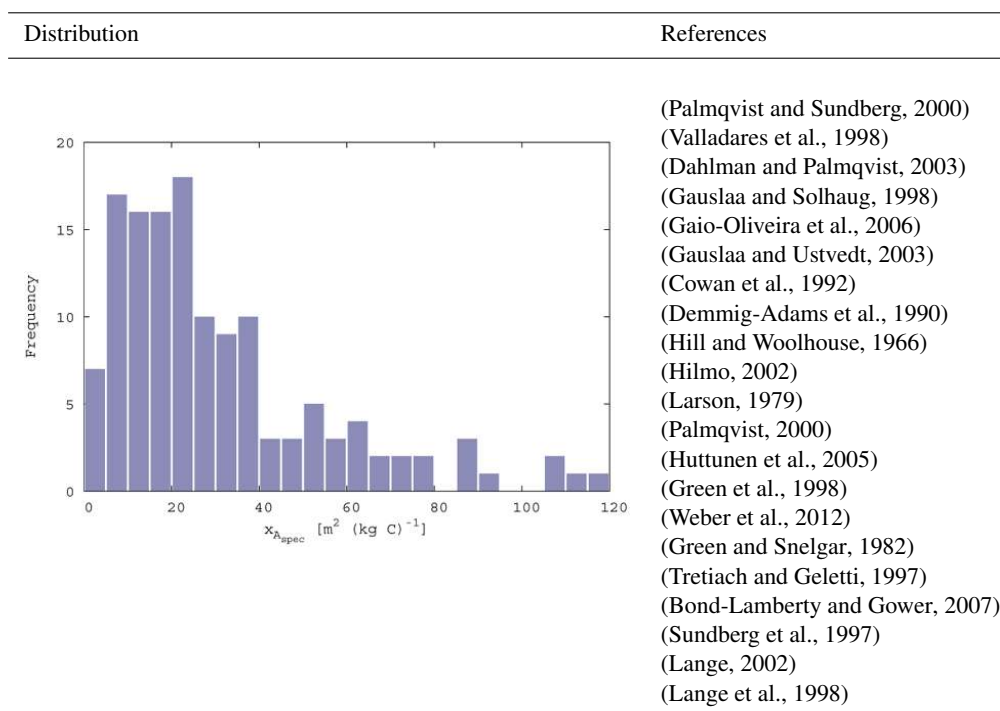 Distribution References
(Palmqvist and Sundberg, 2000)
(Valladares et al., 1998)
(Dahlman and Palmqvist, 2003)
(Gauslaa and Solhaug, 1998)
(Gaio-Oliveira et al., 2006)
(Gauslaa and Ustvedt, 2003)
(Cowan et al., 1992)
(Demmig-Adams et al., 1990)
(Hill and Woolhouse, 1966)
(Hilmo, 2002)
(Larson, 1979)
(Palmqvist, 2000)
(Huttunen et al., 2005)
(Green et al., 1998)
(Weber et al., 2012)
(Green and Snelgar, 1982)
(Tretiach and Geletti, 1997)
(Bond-Lamberty and Gower, 2007)
(Sundberg et al., 1997)
(Lange, 2002)
(Lange et al., 1998)
20
15
10
5
0
Frequency
0 20 40 60 80 100 120
x_A_spec [m² (kg C)⁻¹]